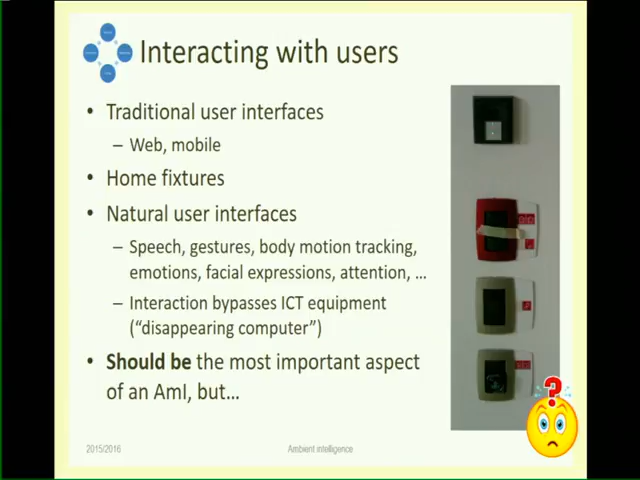 Interacting with users
• Traditional user interfaces
– Web, mobile
• Home fixtures
• Natural user interfaces
– Speech, gestures, body motion tracking,
emotions, facial expressions, attention, …
– Interaction bypasses ICT equipment
(“disappearing computer”)
• Should be the most important aspect
of an AmI, but…
?
2015/2016
Ambient intelligence